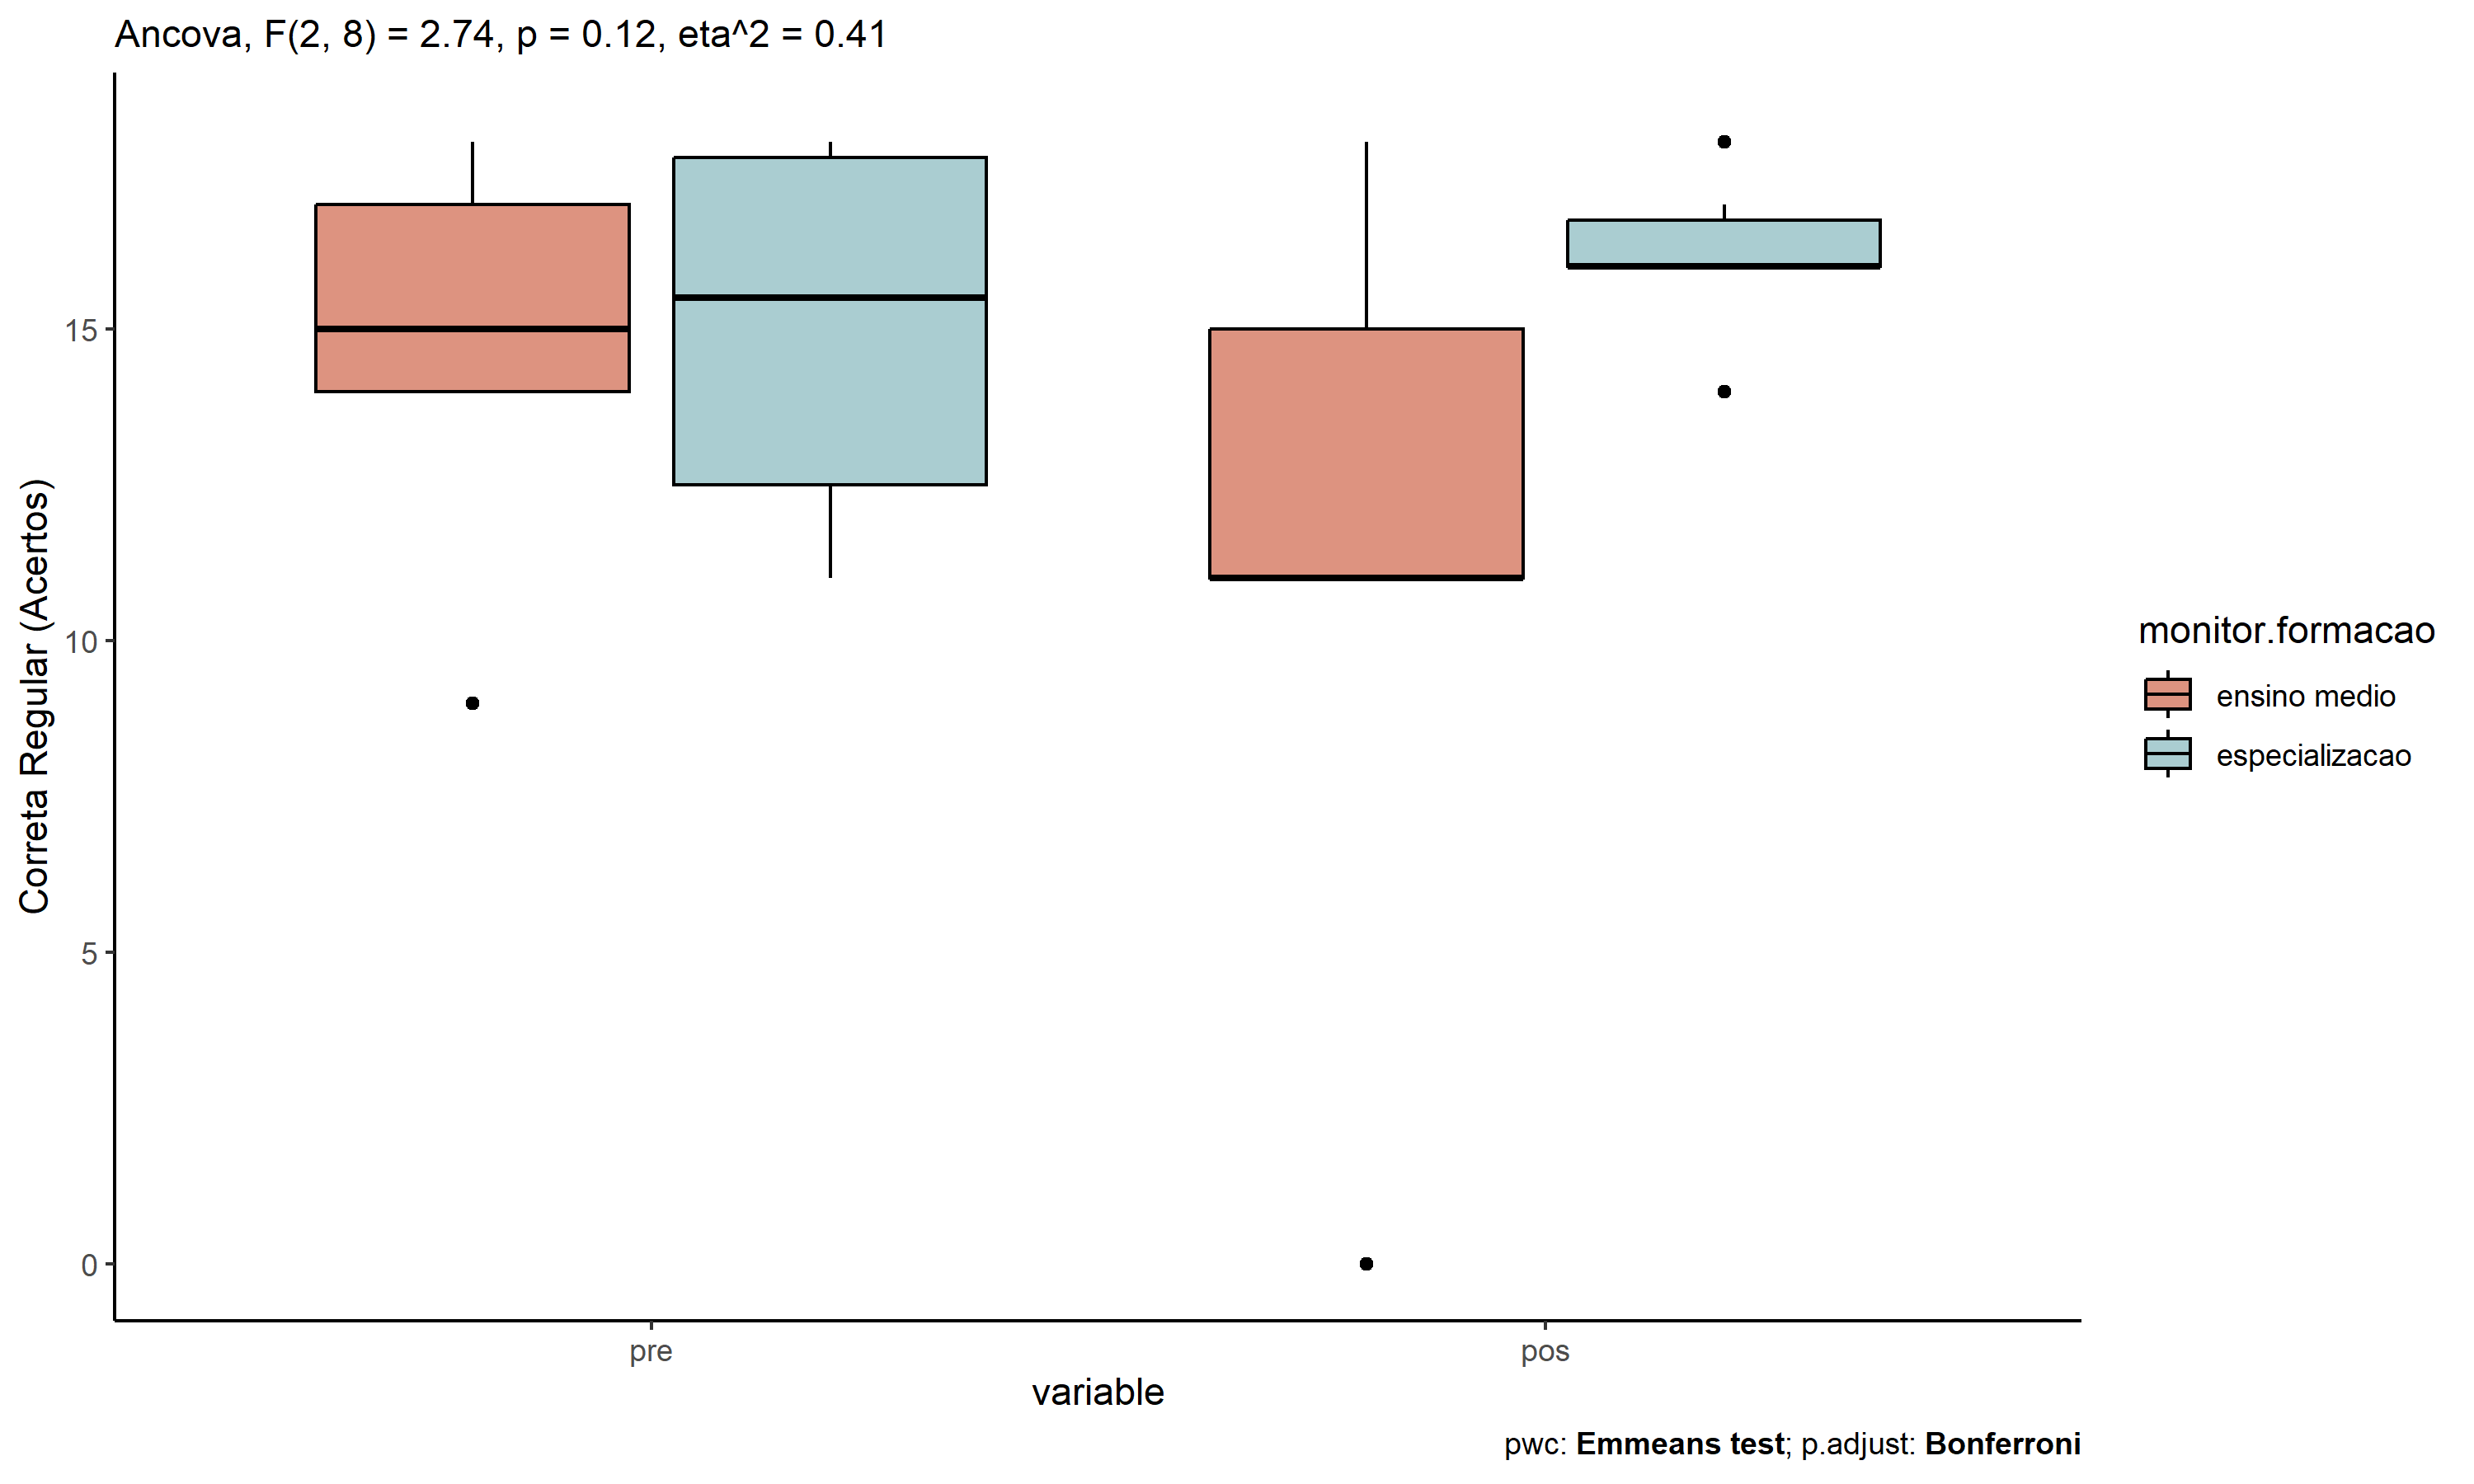 Ancova, F(2, 8) = 2.74, p = 0.12, eta^2 = 0.41
Correta Regular (Acertos)
15
10
5
0
pre
pos
variable
monitor.formacao
ensino medio
especializacao
pwc: Emmeans test; p.adjust: Bonferroni